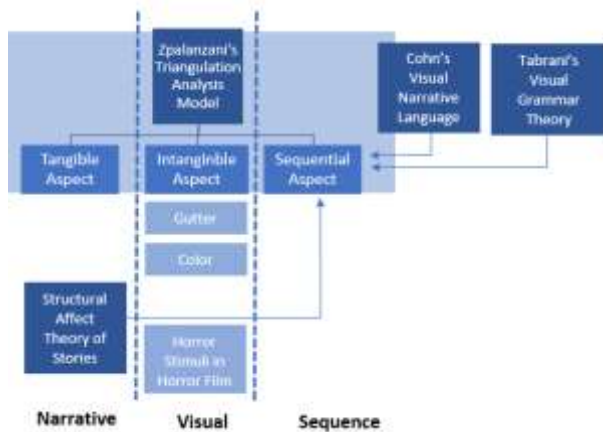 Zpalanzani's
Triangulation
Analysis
Model
Cohn's
Visual
Narrative
Language
Tabrani's
Visual
Grammar
Theory
Tangible
Aspect
Intanginble
Aspect
Sequential
Aspect
Gutter
Color
Structural
Affect
Theory of
Stories
Horror
Stimuli in
Horror Film
Narrative
Visual
Sequence